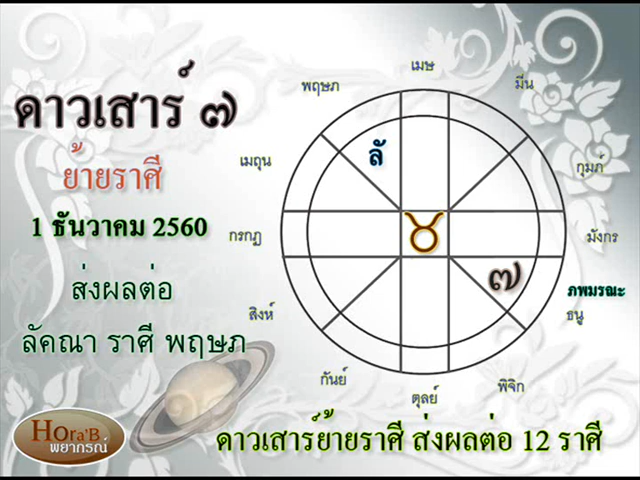 ดาวเสาร์ ๗
ย้ายราศี
1 ธันวาคม 2560
ส่งผลต่อ
ลัคณา ราศี พฤษภ
เมษ
พฤษภ
มีน
เมถุน
ลั
กุมภ์
กรกฎ
มังกร
๗
ภพมรณะ
สิงห์
ธนู
กันย์
พิจิก
ตุลย์
HOra'B
พยากรณ์
ดาวเสาร์ย้ายราศี ส่งผลต่อ 12 ราศี